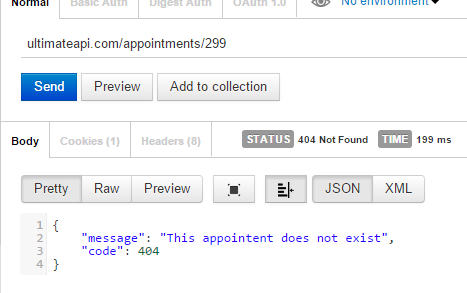 Normal Basic Auth Digest Auth OAuth 1.0 No environment
ultimateapi.com/appointments/299
Send Preview Add to collection
Body Cookies (1) Headers (8) STATUS 404 Not Found TIME 199 ms
Pretty Raw Preview JSON XML
1 {
2 "message": "This appointent does not exist",
3 "code": 404
4 }